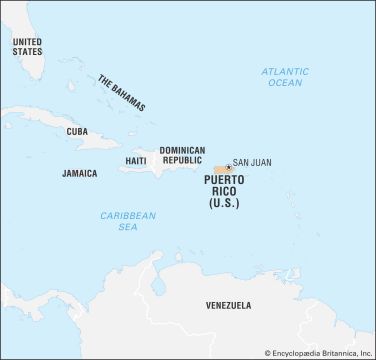 UNITED
STATES
THE BAHAMAS
ATLANTIC
OCEAN
CUBA
HAITI
DOMINICAN
REPUBLIC
SAN JUAN
JAMAICA
PUERTO
RICO
(U.S.)
CARIBBEAN
SEA
VENEZUELA
© Encyclopædia Britannica, Inc.